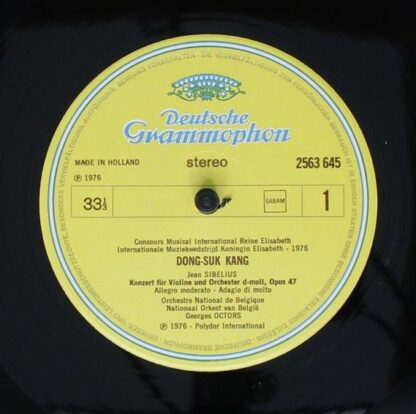 Deutsche
Grammophon
MADE IN HOLLAND
stereo
2563 645
Ⓟ 1976
33⅓
SABAM
1
Concours Musical International Reine Elisabeth
Internationale Muziekwedstrijd Koningin Elisabeth - 1976
DONG-SUK KANG
Jean SIBELIUS
Konzert für Violine und Orchester d-moll, Opus 47
Allegro moderato - Adagio di molto
Orchestre National de Belgique
Nationaal Orkest van België
Georges OCTORS
Ⓟ 1976 - Polydor International